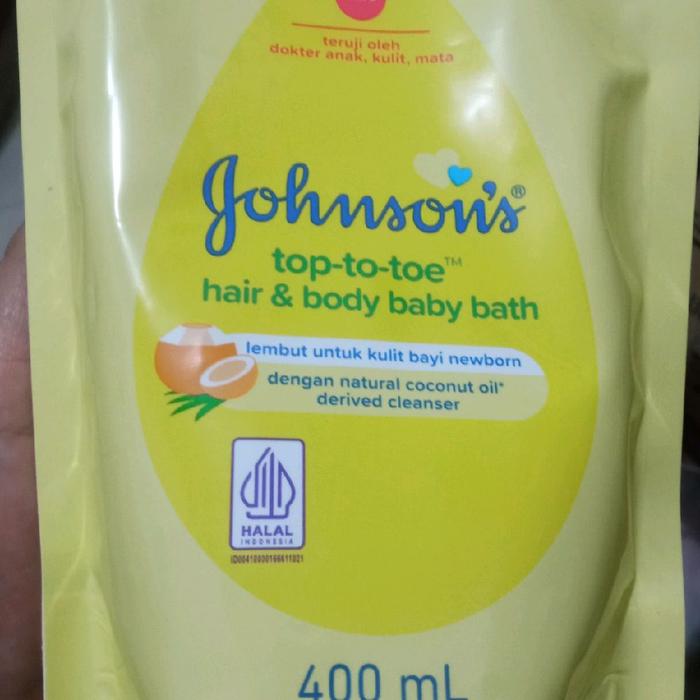 teruji oleh
dokter anak, kulit, mata
Johnson's®
top-to-toe™
hair & body baby bath
lembut untuk kulit bayi newborn
dengan natural coconut oil*
derived cleanser
HALAL
INDONESIA
400 mL